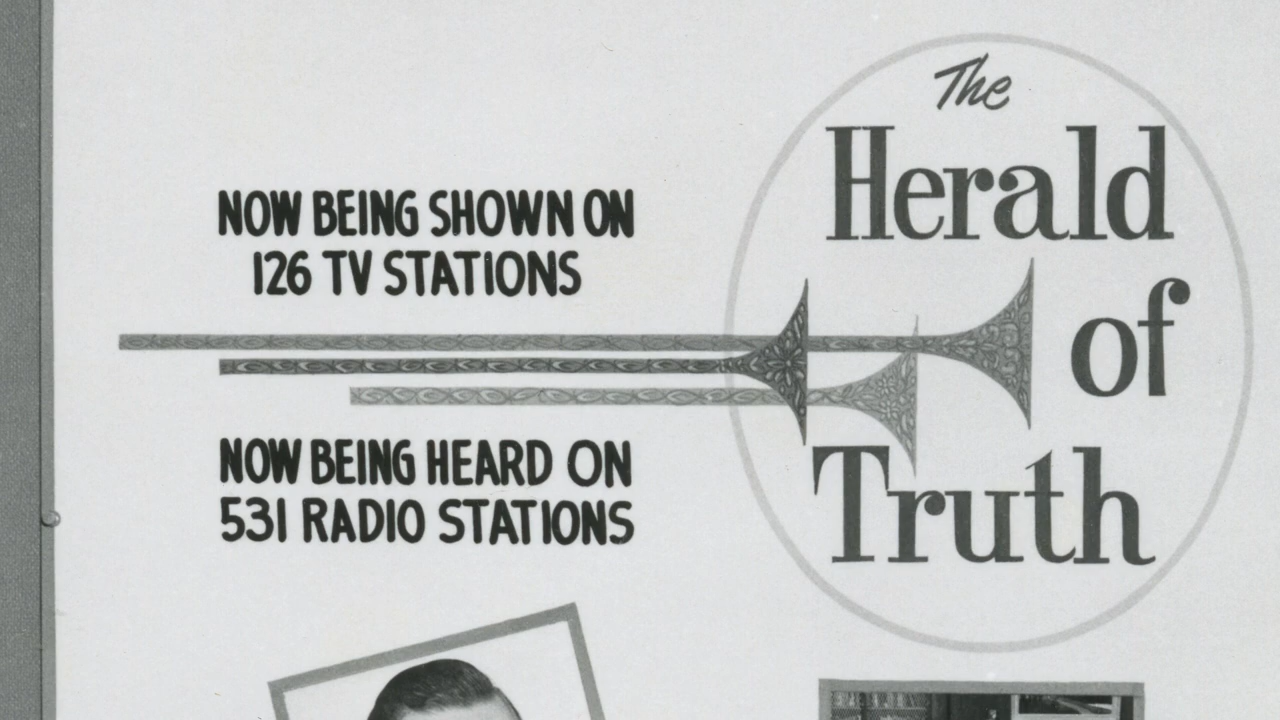 NOW BEING SHOWN ON
126 TV STATIONS
NOW BEING HEARD ON
531 RADIO STATIONS
The
Herald
of
Truth